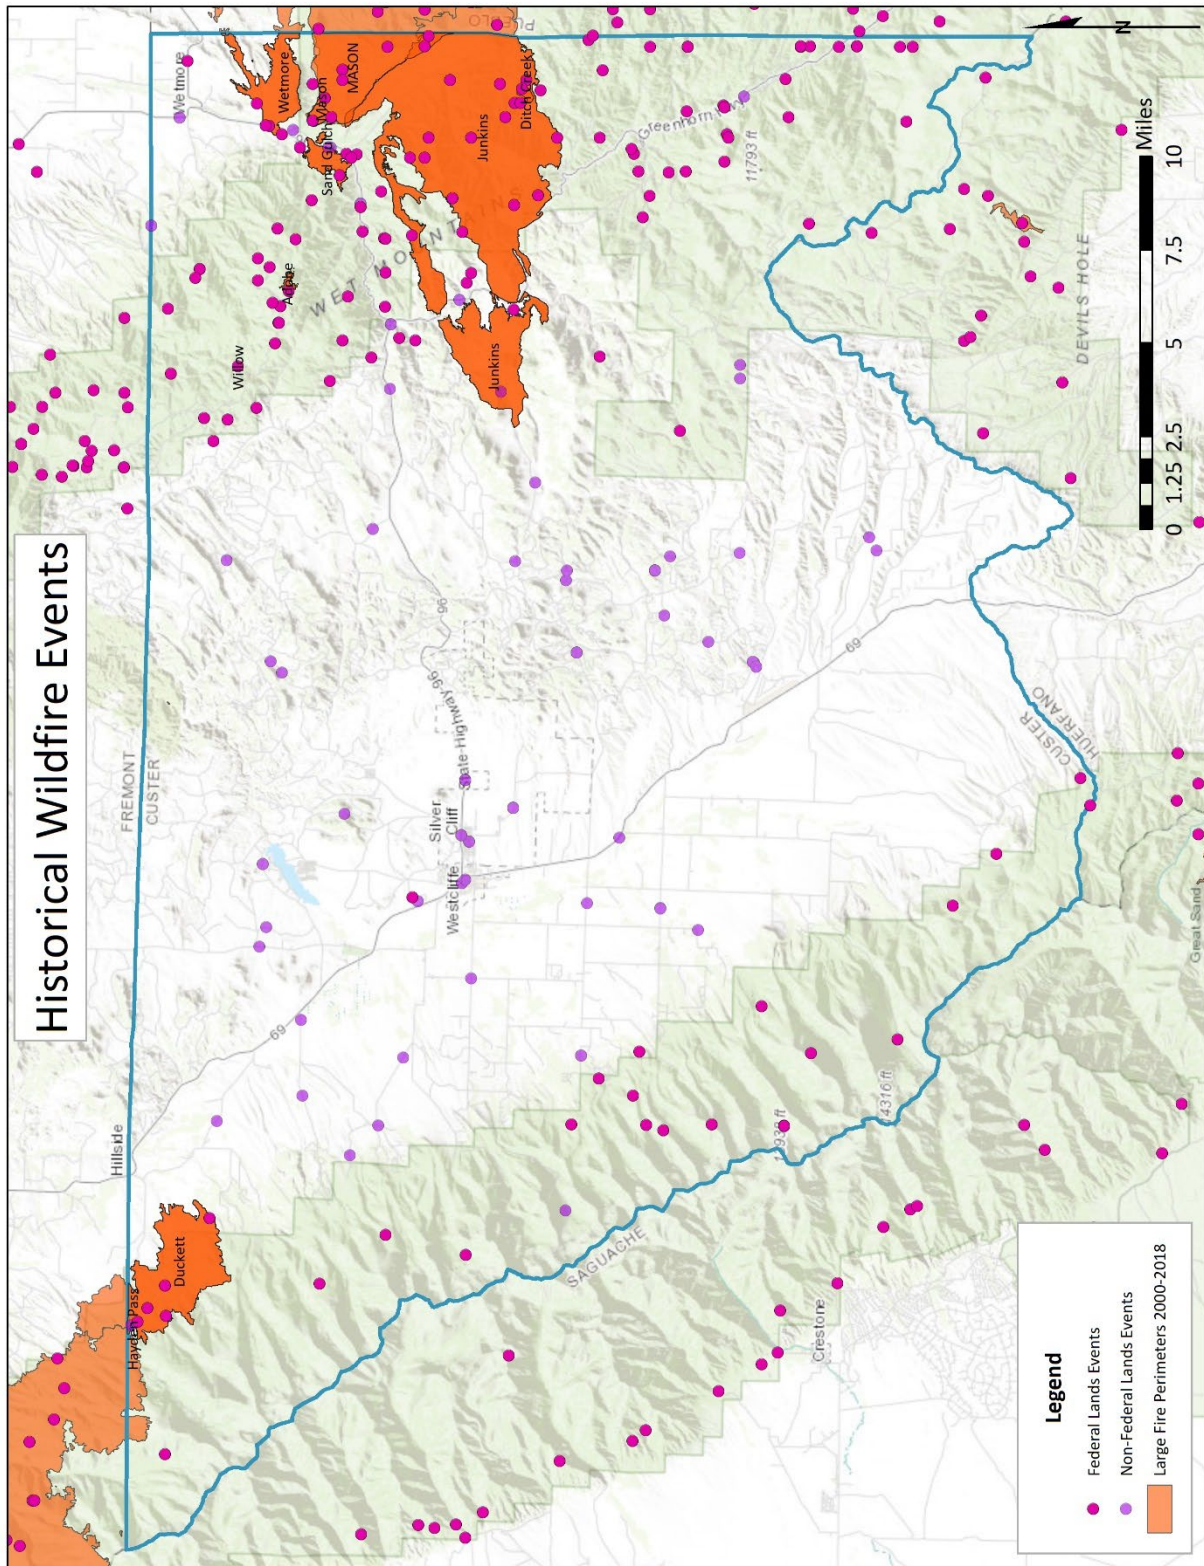 Historical Wildfire Events
FREMONT
CUSTER
PUEBLO
Hillside
Wetmore
Hayden Pass
Duckett
69
Wetmore
Mason
MASON
Sand Gulch
Adobe
Willow
WET MOUNTAINS
Junkins
Junkins
Ditch Creek
96
State Highway 96
Silver
Cliff
Westcliffe
Greenhorn Hwy
11793 ft
69
SAGUACHE
CUSTER
HUERFANO
DEVILS HOLE
Crestone
Great Sand
Legend
Federal Lands Events
Non-Federal Lands Events
Large Fire Perimeters 2000-2018
0 1.25 2.5 5 7.5 10
Miles
N